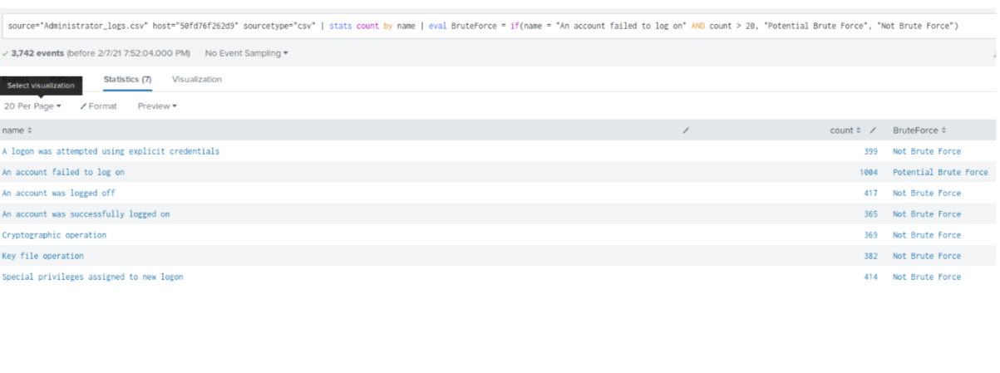 source="Administrator_logs.csv" host="50fd76f262d9" sourcetype="csv" | stats count by name | eval BruteForce = if(name = "An account failed to log on" AND count > 20, "Potential Brute Force", "Not Brute Force")
✓ 3,742 events (before 2/7/21 7:52:04.000 PM) No Event Sampling
Statistics (7) Visualization
Select visualization
20 Per Page Format Preview
name count BruteForce
A logon was attempted using explicit credentials 399 Not Brute Force
An account failed to log on 1004 Potential Brute Force
An account was logged off 417 Not Brute Force
An account was successfully logged on 365 Not Brute Force
Cryptographic operation 369 Not Brute Force
Key file operation 382 Not Brute Force
Special privileges assigned to new logon 414 Not Brute Force